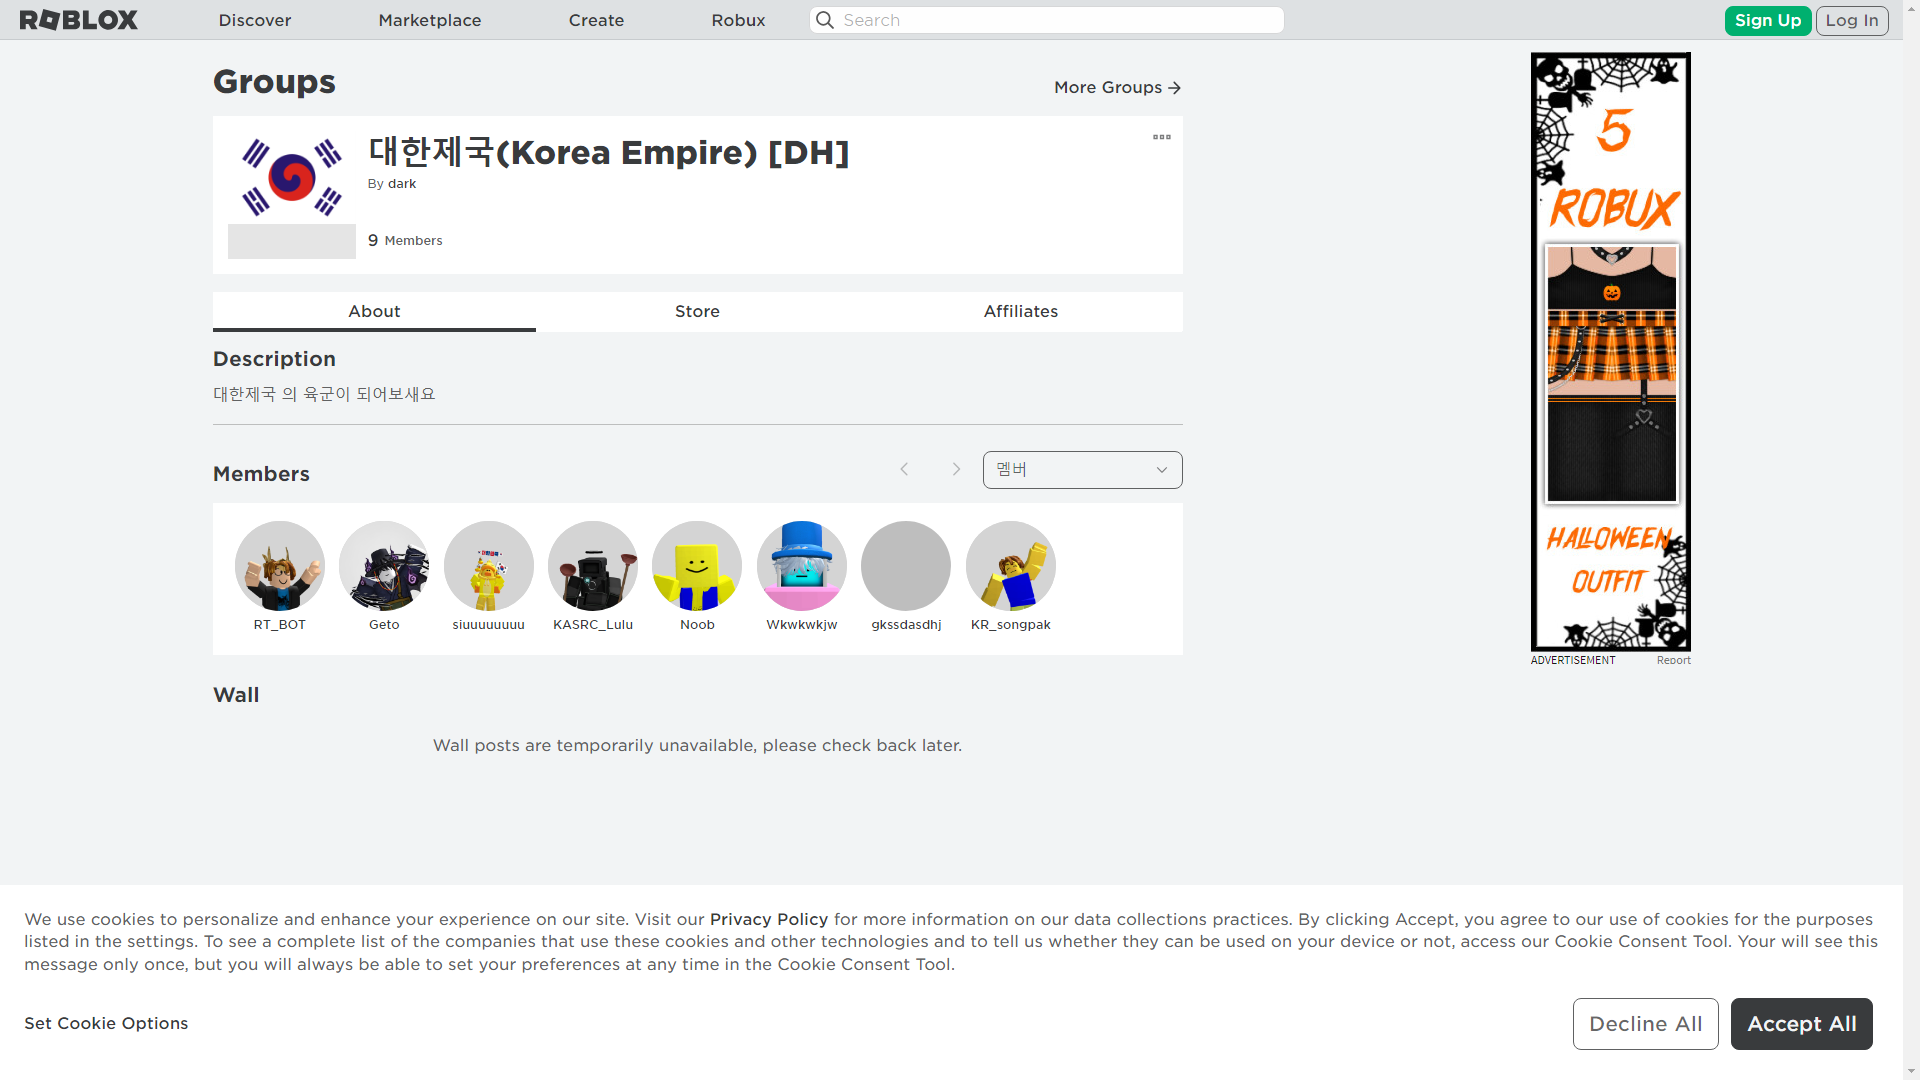 ROBLOX
Discover
Marketplace
Create
Robux
Search
Sign Up
Log In
Groups
More Groups
대한제국(Korea Empire) [DH]
By dark
9 Members
About
Store
Affiliates
Description
대한제국 의 육군이 되어보새요
Members
멤버
RT_BOT
Geto
siuuuuuuuu
KASRC_Lulu
Noob
Wkwkwkjw
gkssdasdhj
KR_songpak
Wall
Wall posts are temporarily unavailable, please check back later.
5
ROBUX
HALLOWEEN
OUTFIT
ADVERTISEMENT
Report
We use cookies to personalize and enhance your experience on our site. Visit our Privacy Policy for more information on our data collections practices. By clicking Accept, you agree to our use of cookies for the purposes
listed in the settings. To see a complete list of the companies that use these cookies and other technologies and to tell us whether they can be used on your device or not, access our Cookie Consent Tool. Your will see this
message only once, but you will always be able to set your preferences at any time in the Cookie Consent Tool.
Set Cookie Options
Decline All
Accept All